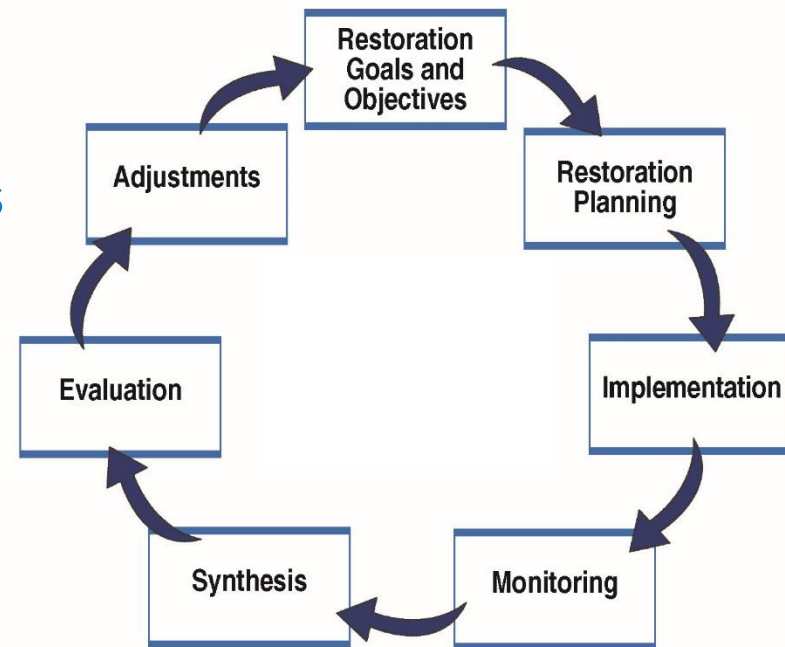 Restoration
Goals and
Objectives
Restoration
Planning
Implementation
Monitoring
Synthesis
Evaluation
Adjustments
s